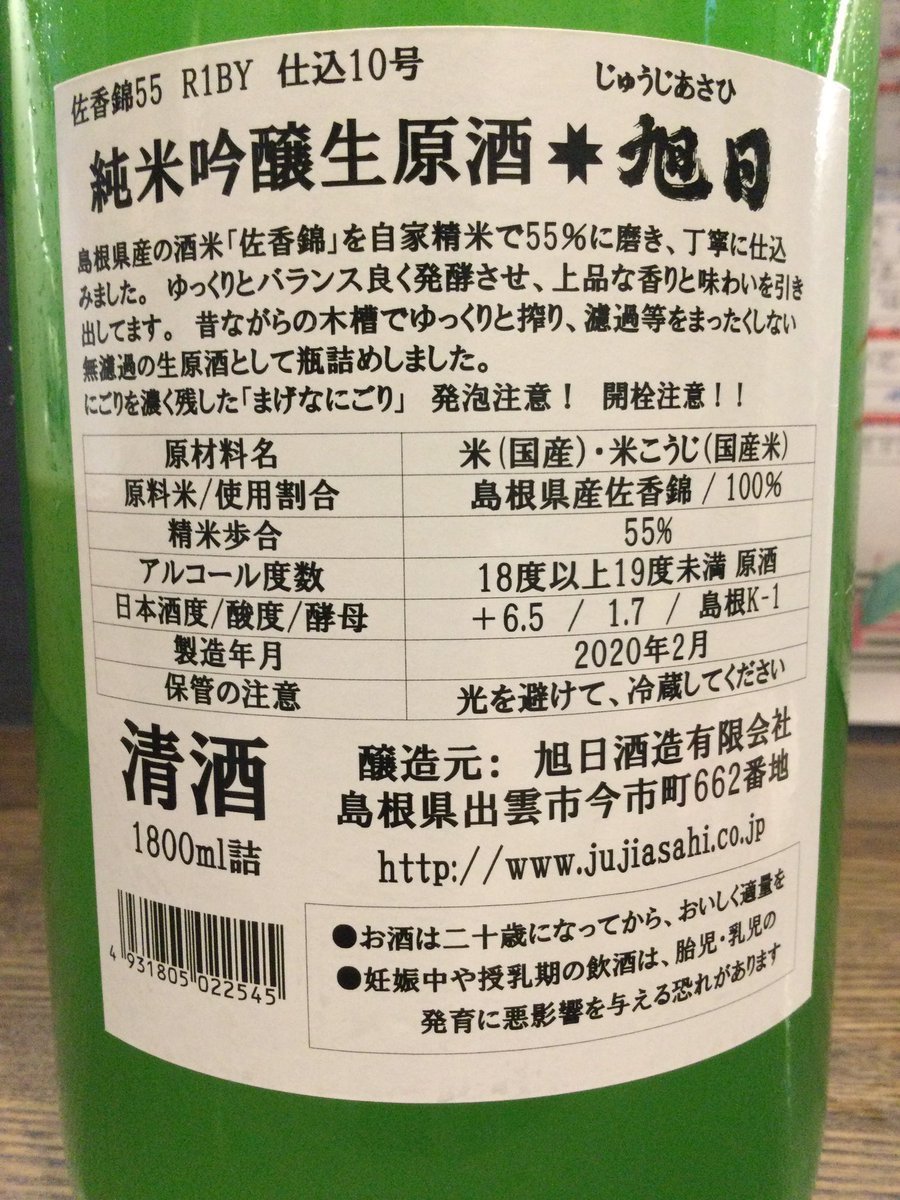 佐香錦55 R1BY 仕込10号
じゅうじあさひ
純米吟醸生原酒 旭日
島根県産の酒米「佐香錦」を自家精米で55%に磨き、丁寧に仕込
みました。 ゆっくりとバランス良く発酵させ、上品な香りと味わいを引き
出してます。 昔ながらの木槽でゆっくりと搾り、濾過等をまったくしない
無濾過の生原酒として瓶詰めしました。
にごりを濃く残した「まげなにごり」 発泡注意! 開栓注意!!
原材料名 米(国産)・米こうじ(国産米)
原料米/使用割合 島根県産佐香錦 / 100%
精米歩合 55%
アルコール度数 18度以上19度未満 原酒
日本酒度/酸度/酵母 +6.5 / 1.7 / 島根K-1
製造年月 2020年2月
保管の注意 光を避けて、冷蔵してください
清酒
1800ml詰
醸造元: 旭日酒造有限会社
島根県出雲市今市町662番地
http://www.jujiasahi.co.jp
4 931805 022545
●お酒は二十歳になってから、おいしく適量を
●妊娠中や授乳期の飲酒は、胎児・乳児の
発育に悪影響を与える恐れがあります